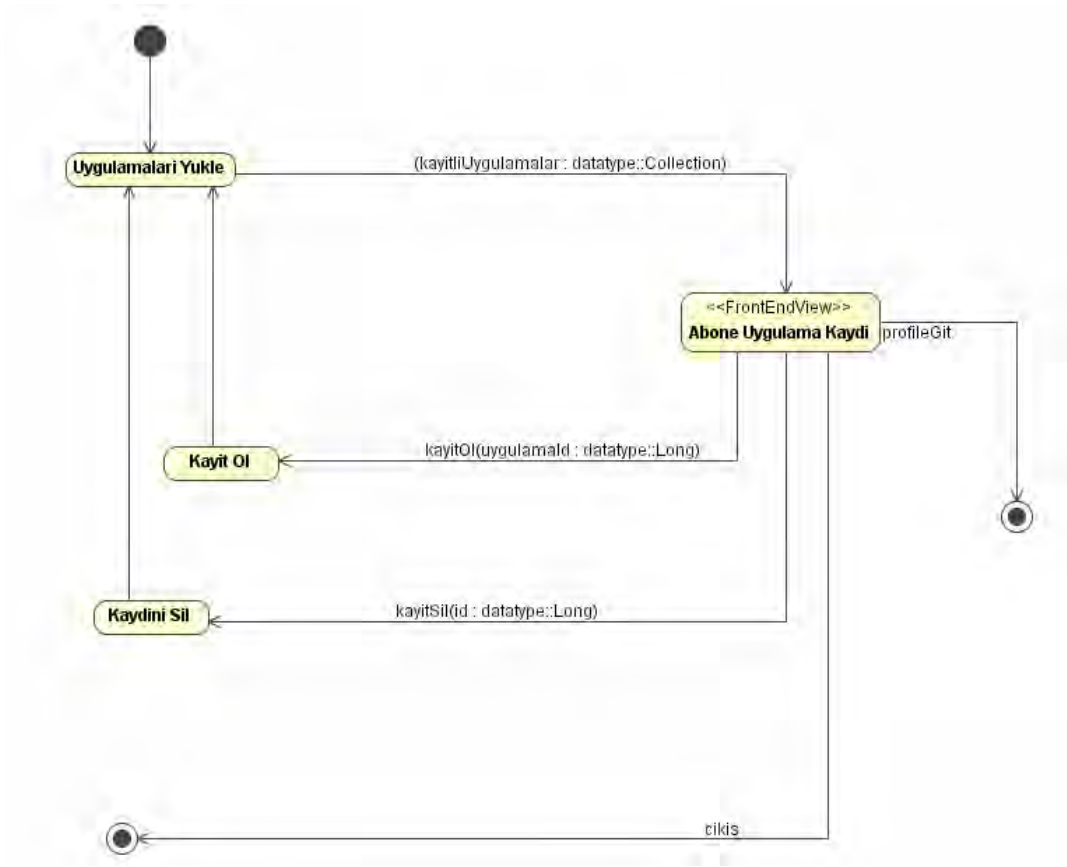 Uygulamalari Yukle
(kayitliUygulamalar : datatype::Collection)
<<FrontEndView>>
Abone Uygulama Kaydi
profileGit
kayitOl(uygulamaId : datatype::Long)
Kayit Ol
kayitSil(id : datatype::Long)
Kaydini Sil
cikis